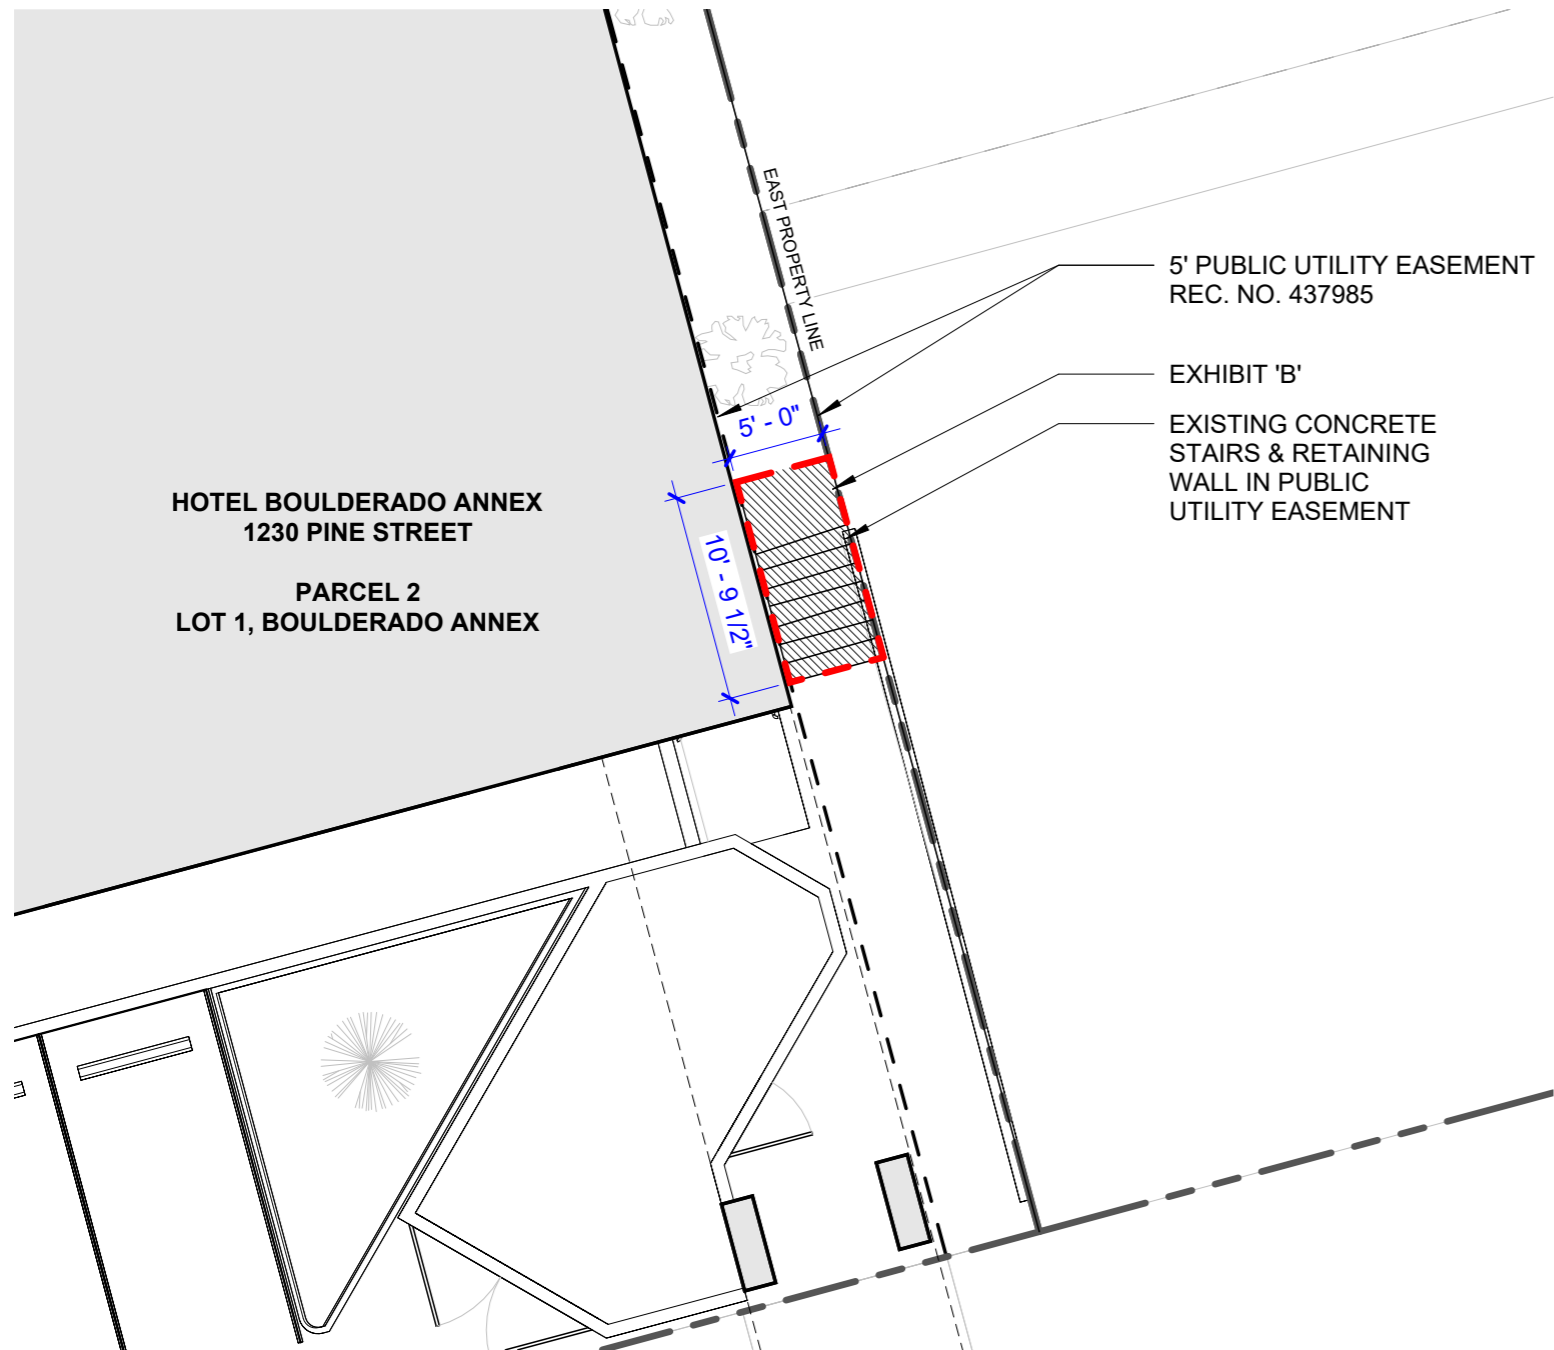 EAST PROPERTY LINE
5' PUBLIC UTILITY EASEMENT
REC. NO. 437985
EXHIBIT 'B'
EXISTING CONCRETE
STAIRS & RETAINING
WALL IN PUBLIC
UTILITY EASEMENT
5' - 0"
10' - 9 1/2"
HOTEL BOULDERADO ANNEX
1230 PINE STREET
PARCEL 2
LOT 1, BOULDERADO ANNEX